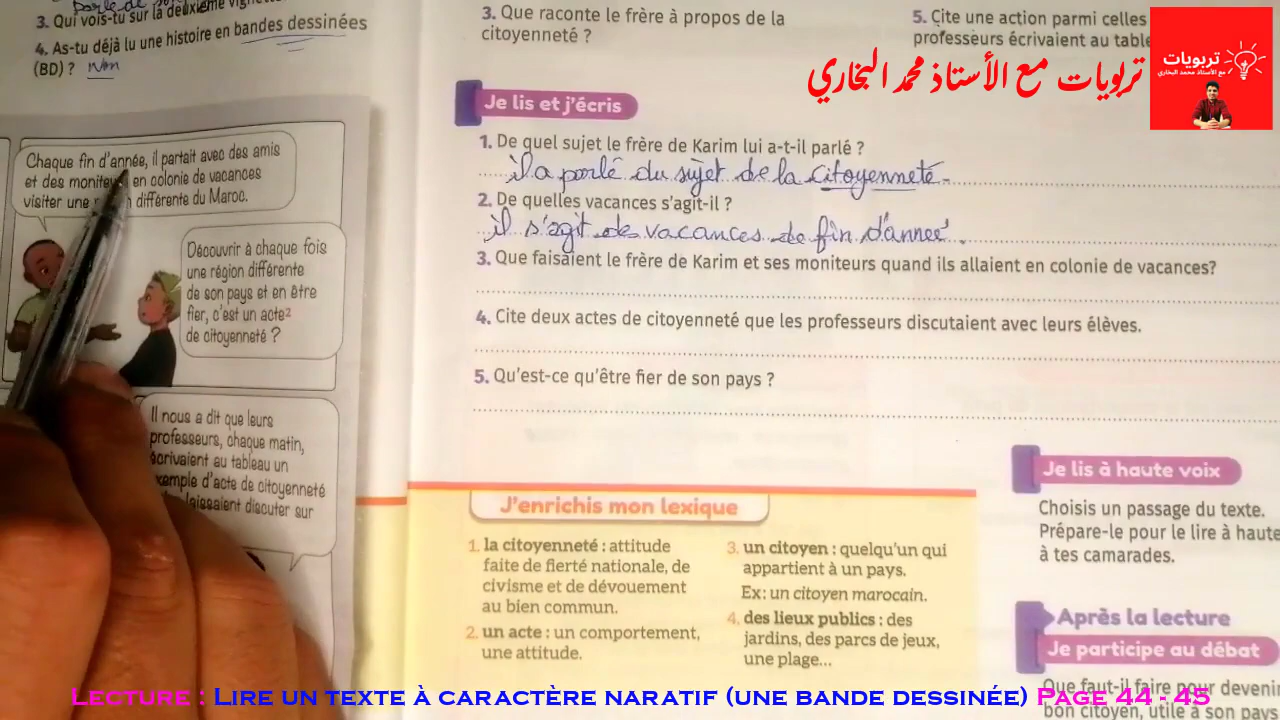 3. Qui vois-tu sur la deuxième vignette
4. As-tu déjà lu une histoire en bandes dessinées
(BD) ? Non
Chaque fin d'année, il partait avec des amis
et des moniteurs en colonie de vacances
visiter une différente du Maroc.
Découvrir à chaque fois
une région différente
de son pays et en être
fier, c'est un acte²
de citoyenneté ?
Il nous a dit que leurs
professeurs, chaque matin,
écrivaient au tableau un
exemple d'acte de citoyenneté
laissaient discuter sur
3. Que raconte le frère à propos de la
citoyenneté ?
5. Cite une action parmi celles
professeurs écrivaient au table
تربويات مع الأستاذ محمد البخاري
تربويات
مع الأستاذ محمد البخاري
Je lis et j'écris
1. De quel sujet le frère de Karim lui a-t-il parlé ?
il a parlé du sujet de la citoyenneté.
2. De quelles vacances s'agit-il ?
il s'agit de vacances de fin d'année.
3. Que faisaient le frère de Karim et ses moniteurs quand ils allaient en colonie de vacances?
4. Cite deux actes de citoyenneté que les professeurs discutaient avec leurs élèves.
5. Qu'est-ce qu'être fier de son pays ?
J'enrichis mon lexique
1. la citoyenneté : attitude
faite de fierté nationale, de
civisme et de dévouement
au bien commun.
2. un acte : un comportement,
une attitude.
3. un citoyen : quelqu'un qui
appartient à un pays.
Ex : un citoyen marocain.
4. des lieux publics : des
jardins, des parcs de jeux,
une plage...
Je lis à haute voix
Choisis un passage du texte.
Prépare-le pour le lire à haute
à tes camarades.
Après la lecture
Je participe au débat
Que faut-il faire pour devenir
bon citoyen, utile à son pays
Lecture : Lire un texte à caractère naratif (une bande dessinée) Page 44 - 45